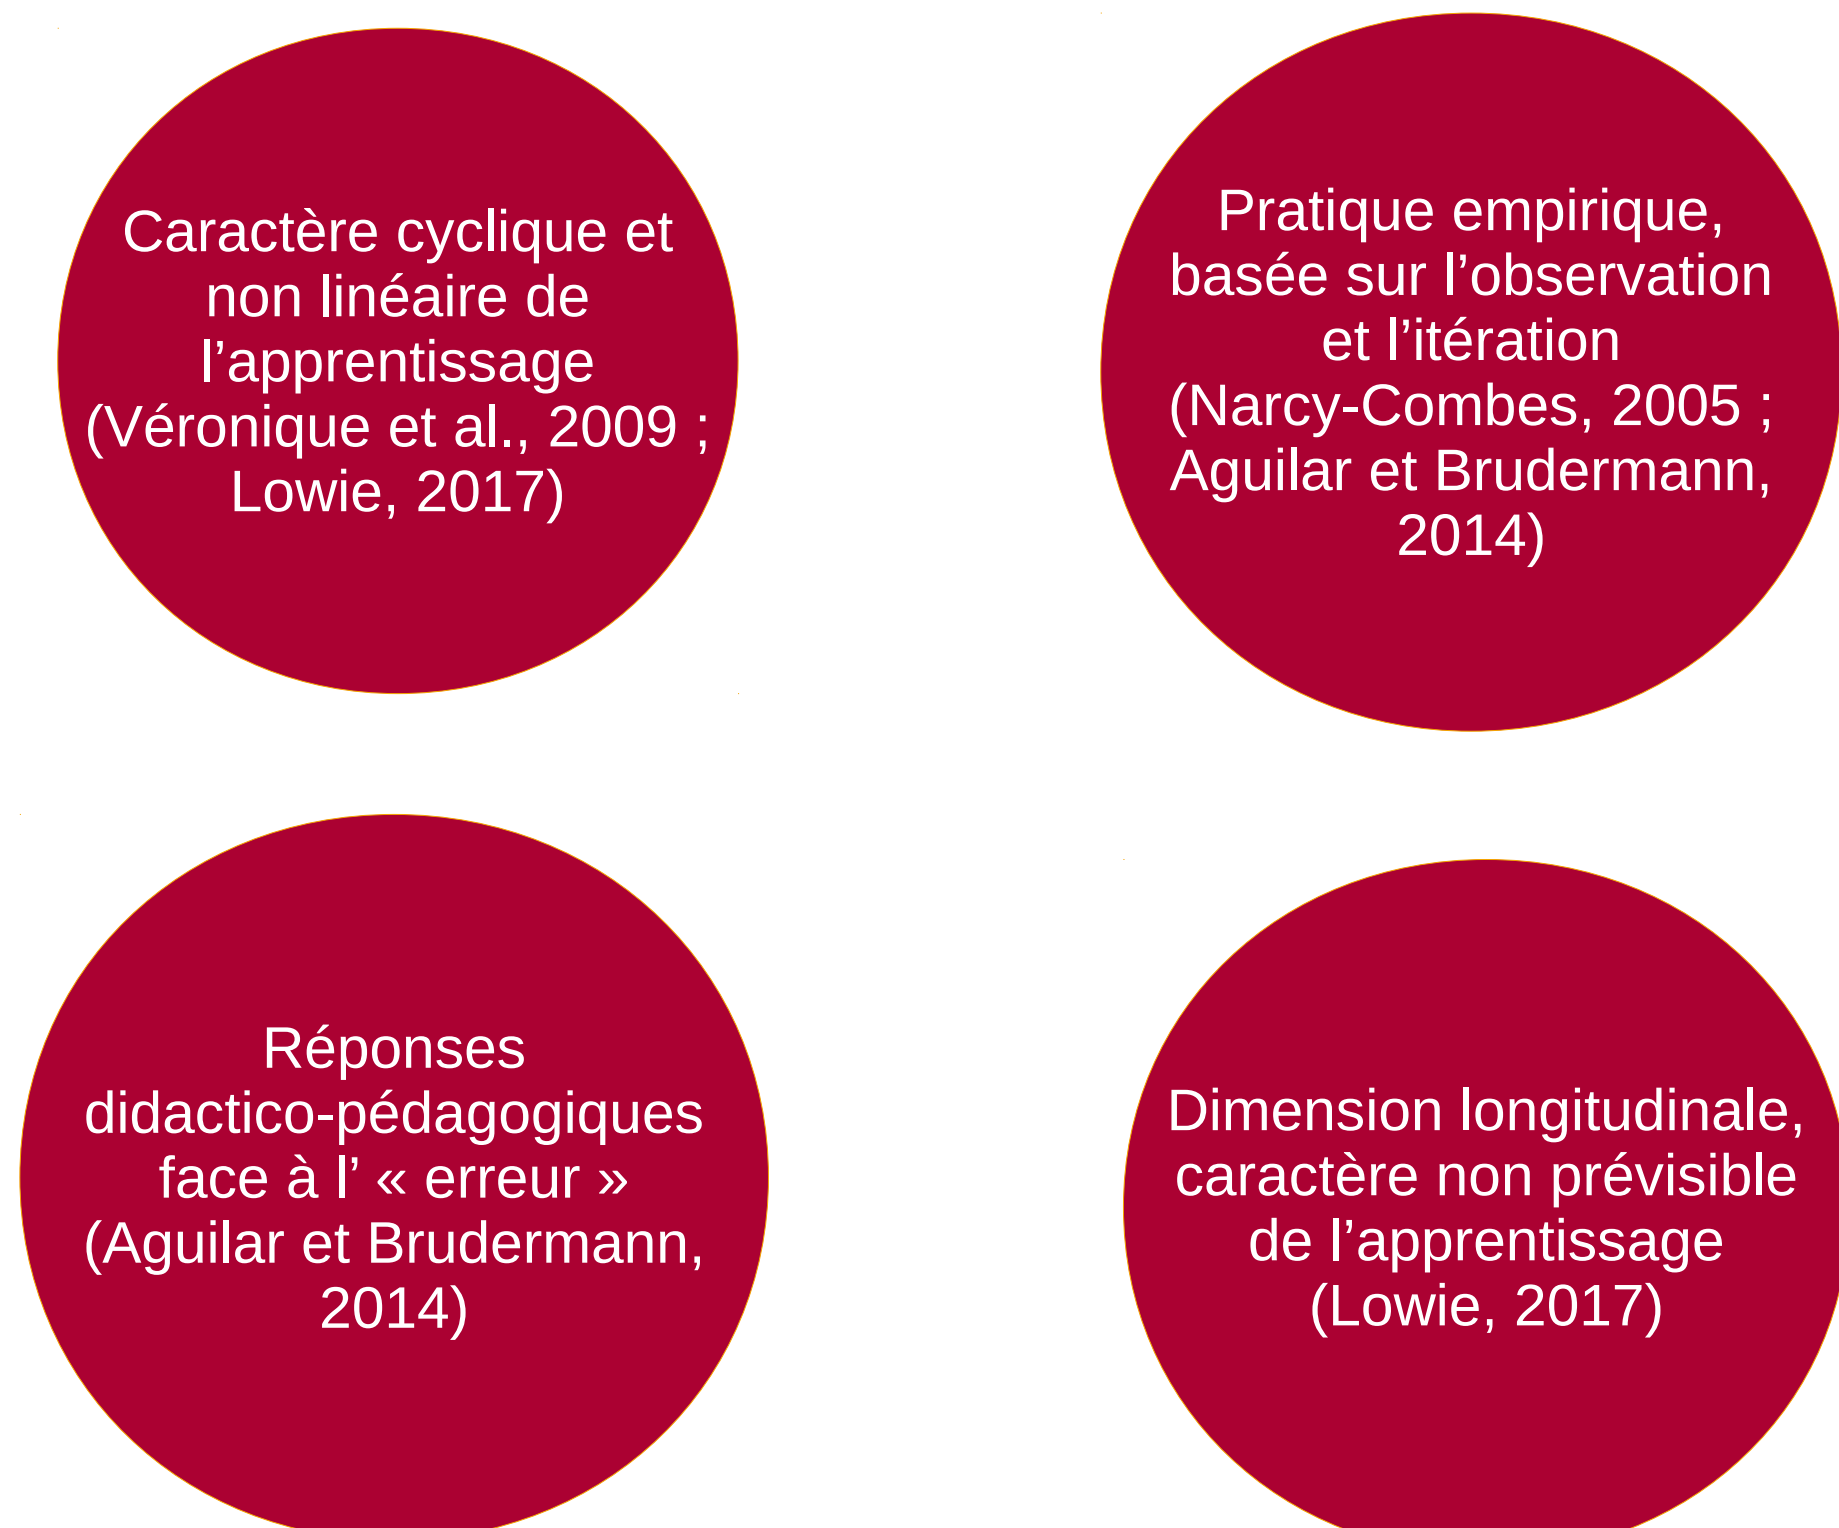 Caractère cyclique et
non linéaire de
l’apprentissage
(Véronique et al., 2009 ;
Lowie, 2017)
Pratique empirique,
basée sur l’observation
et l’itération
(Narcy-Combes, 2005 ;
Aguilar et Brudermann,
2014)
Réponses
didactico-pédagogiques
face à l’ « erreur »
(Aguilar et Brudermann,
2014)
Dimension longitudinale,
caractère non prévisible
de l’apprentissage
(Lowie, 2017)